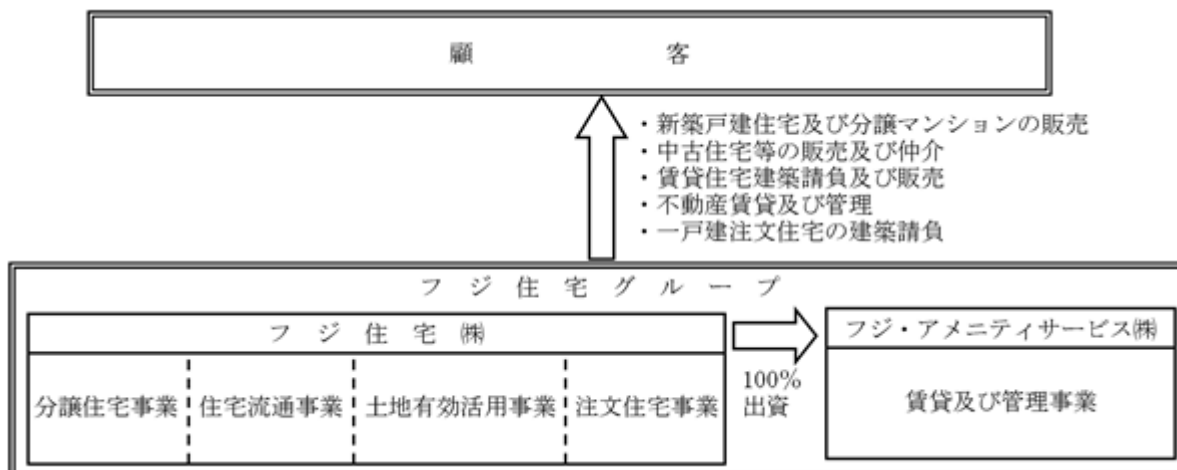 顧客
・新築戸建住宅及び分譲マンションの販売
・中古住宅等の販売及び仲介
・賃貸住宅建築請負及び販売
・不動産賃貸及び管理
・一戸建注文住宅の建築請負
フジ住宅グループ
フジ住宅㈱
分譲住宅事業
住宅流通事業
土地有効活用事業
注文住宅事業
100%
出資
フジ・アメニティサービス㈱
賃貸及び管理事業